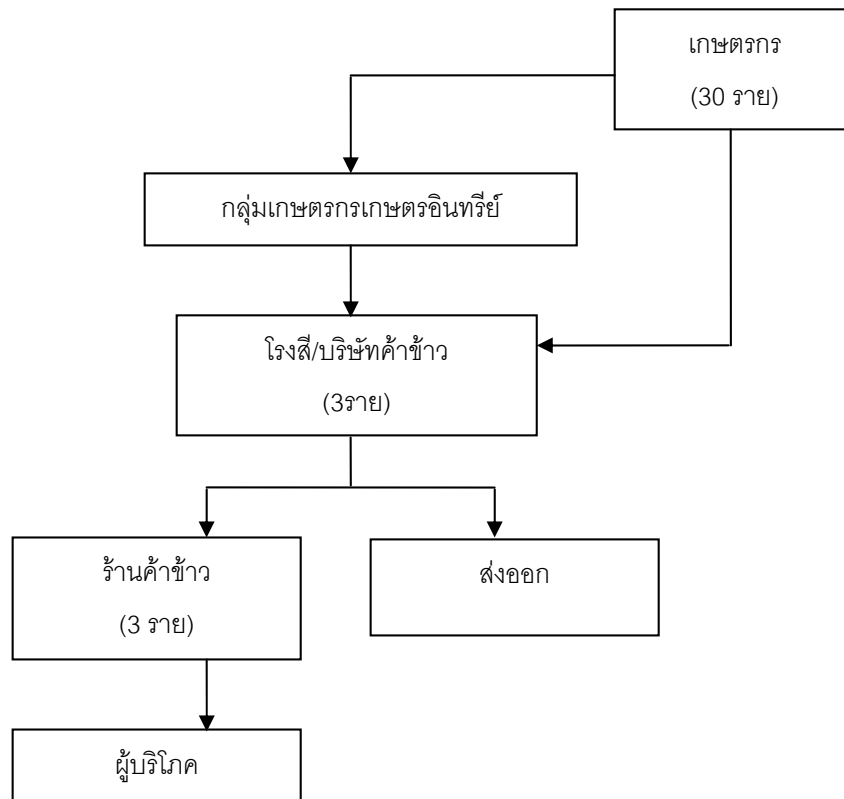 เกษตรกร
(30 ราย)
กลุ่มเกษตรกรเกษตรอินทรีย์
โรงสี/บริษัทค้าข้าว
(3ราย)
ร้านค้าข้าว
(3 ราย)
ส่งออก
ผู้บริโภค